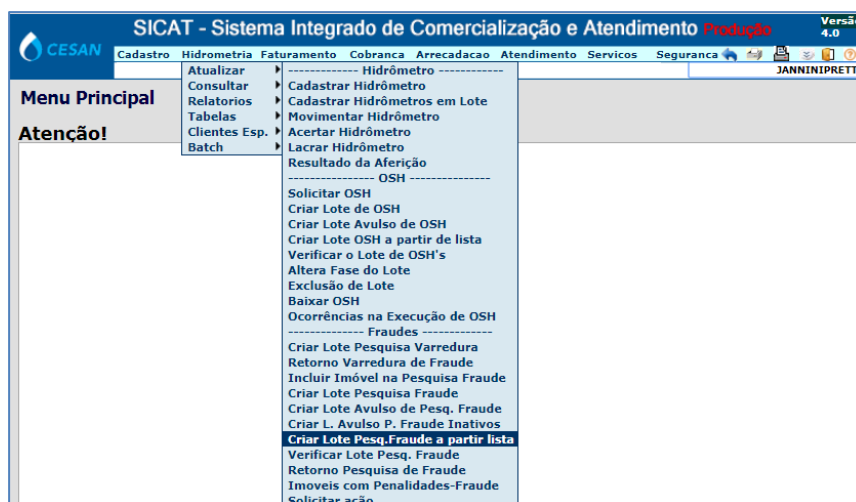 SICAT - Sistema Integrado de Comercialização e Atendimento Produção
Versão
4.0
CESAN
Cadastro Hidrometria Faturamento Cobranca Arrecadacao Atendimento Servicos Seguranca
JANNINIPRETT
Menu Principal
Atenção!
Atualizar
Consultar
Relatorios
Tabelas
Clientes Esp.
Batch
------------- Hidrômetro ------------
Cadastrar Hidrômetro
Cadastrar Hidrômetros em Lote
Movimentar Hidrômetro
Acertar Hidrômetro
Lacrar Hidrômetro
Resultado da Aferição
---------------- OSH ---------------
Solicitar OSH
Criar Lote de OSH
Criar Lote Avulso de OSH
Criar Lote OSH a partir de lista
Verificar o Lote de OSH's
Altera Fase do Lote
Exclusão de Lote
Baixar OSH
Ocorrências na Execução de OSH
-------------- Fraudes -------------
Criar Lote Pesquisa Varredura
Retorno Varredura de Fraude
Incluir Imóvel na Pesquisa Fraude
Criar Lote Pesquisa Fraude
Criar Lote Avulso de Pesq. Fraude
Criar L. Avulso P. Fraude Inativos
Criar Lote Pesq.Fraude a partir lista
Verificar Lote Pesq. Fraude
Retorno Pesquisa de Fraude
Imoveis com Penalidades-Fraude
Solicitar ação